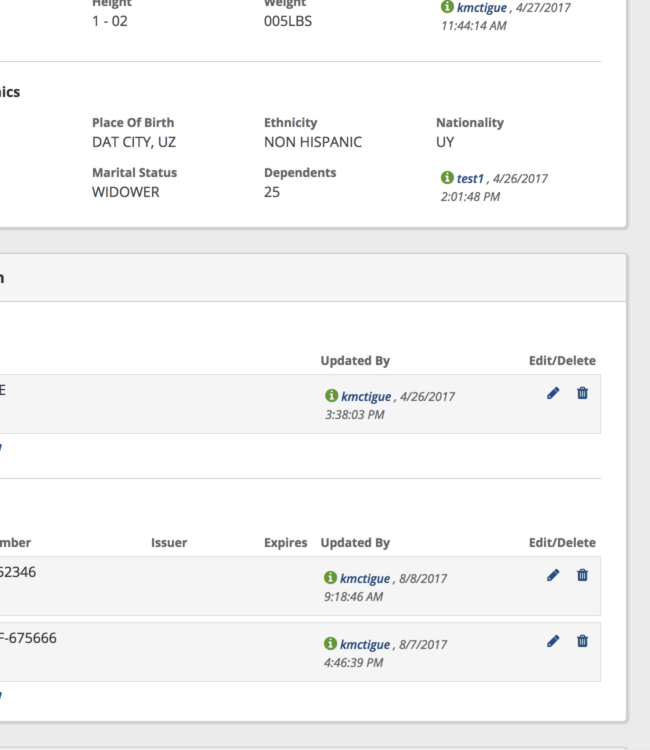 Height Weight kmctigue , 4/27/2017
1 - 02 005LBS 11:44:14 AM
ics
Place Of Birth Ethnicity Nationality
DAT CITY, UZ NON HISPANIC UY
Marital Status Dependents test1 , 4/26/2017
WIDOWER 25 2:01:48 PM
n
Updated By Edit/Delete
E kmctigue , 4/26/2017
3:38:03 PM
mber Issuer Expires Updated By Edit/Delete
52346 kmctigue , 8/8/2017
9:18:46 AM
F-675666 kmctigue , 8/7/2017
4:46:39 PM